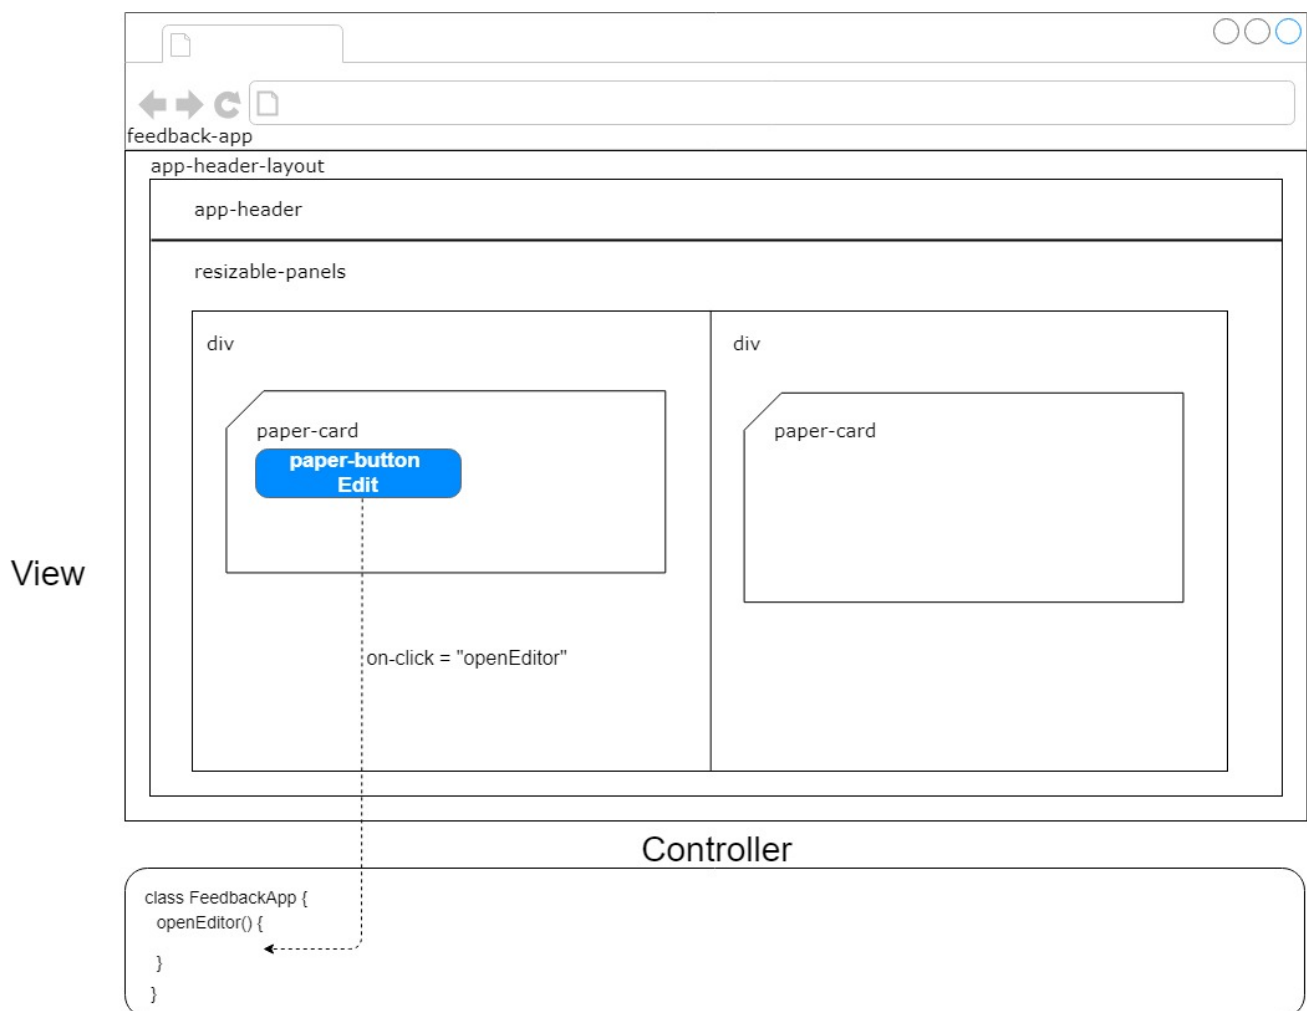 feedback-app
app-header-layout
app-header
resizable-panels
div
div
paper-card
paper-card
paper-button
Edit
View
on-click = "openEditor"
Controller
class FeedbackApp {
openEditor() {
}
}